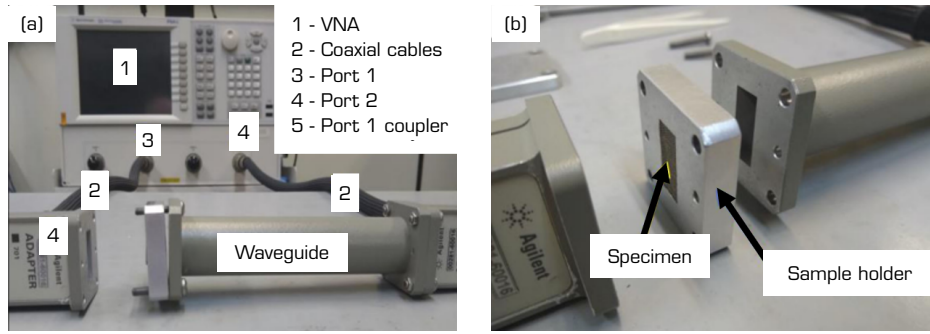 (a)
1 - VNA
2 - Coaxial cables
3 - Port 1
4 - Port 2
5 - Port 1 coupler
1
3
4
2
2
4
ADAPTER
Waveguide
(b)
Agilent
Specimen
Sample holder